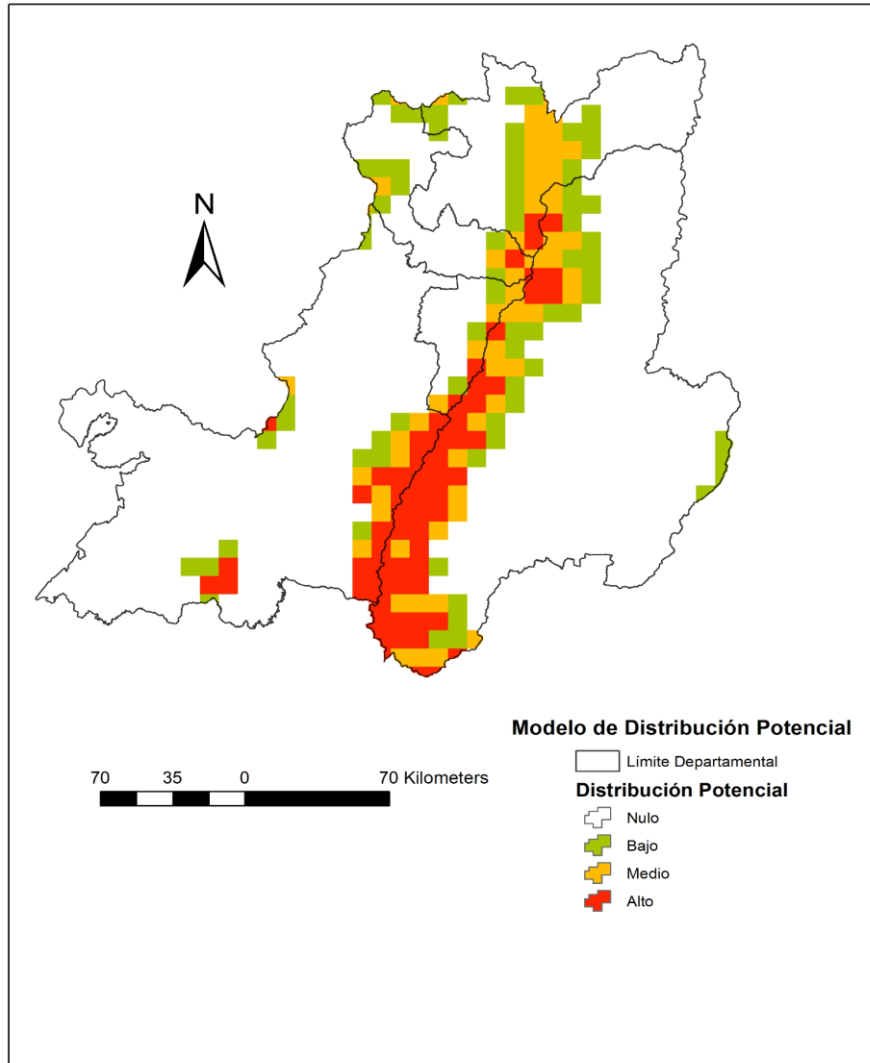 N
Modelo de Distribución Potencial
Límite Departamental
Distribución Potencial
Nulo
Bajo
Medio
Alto
70 35 0 70 Kilometers